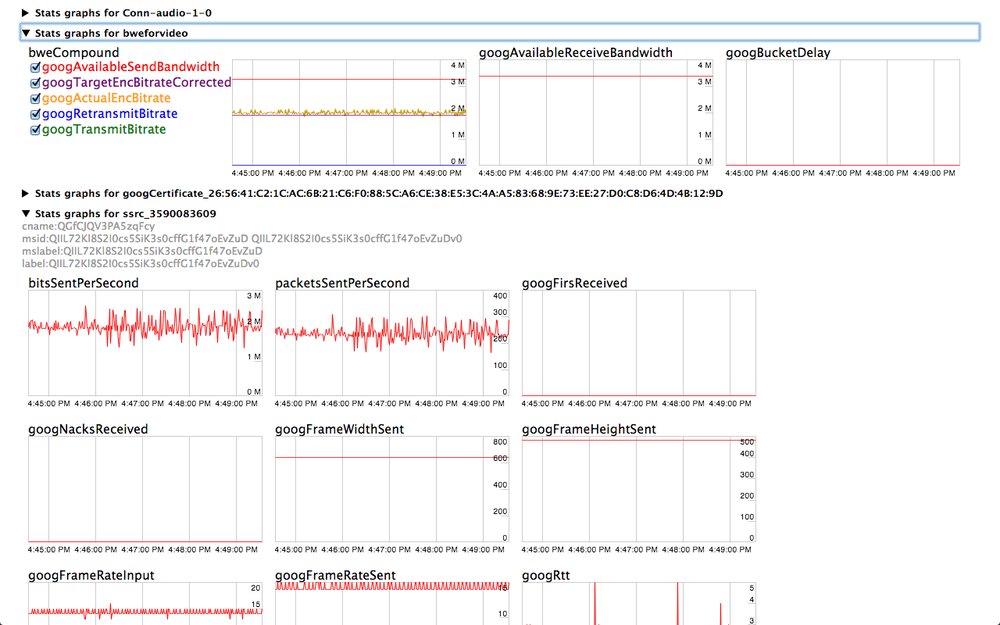 ▶ Stats graphs for Conn-audio-1-0
▼ Stats graphs for bweforvideo
bweCompound
googAvailableSendBandwidth
googTargetEncBitrateCorrected
googActualEncBitrate
googRetransmitBitrate
googTransmitBitrate
4 M
3 M
2 M
1 M
0 M
4:45:00 PM 4:46:00 PM 4:47:00 PM 4:48:00 PM 4:49:00 PM
googAvailableReceiveBandwidth
4 M
3 M
2 M
1 M
0 M
4:45:00 PM 4:46:00 PM 4:47:00 PM 4:48:00 PM 4:49:00 PM
googBucketDelay
4:45:00 PM 4:46:00 PM 4:47:00 PM 4:48:00 PM 4:49:00 PM
▶ Stats graphs for googCertificate_26:56:41:C2:1C:AC:6B:21:C6:F0:88:5C:A6:CE:38:E5:3C:4A:A5:83:68:9E:73:EE:27:D0:C8:D6:4D:4B:12:9D
▼ Stats graphs for ssrc_3590083609
cname:QGfCJQV3PA5zqFcy
msid:QIIL72Kl8S2I0cs5SiK3s0cffG1f47oEvZuD QIIL72Kl8S2I0cs5SiK3s0cffG1f47oEvZuDv0
mslabel:QIIL72Kl8S2I0cs5SiK3s0cffG1f47oEvZuD
label:QIIL72Kl8S2I0cs5SiK3s0cffG1f47oEvZuDv0
bitsSentPerSecond
3 M
2 M
1 M
0 M
4:45:00 PM 4:46:00 PM 4:47:00 PM 4:48:00 PM 4:49:00 PM
packetsSentPerSecond
400
300
200
100
0
4:45:00 PM 4:46:00 PM 4:47:00 PM 4:48:00 PM 4:49:00 PM
googFirsReceived
4:45:00 PM 4:46:00 PM 4:47:00 PM 4:48:00 PM 4:49:00 PM
googNacksReceived
4:45:00 PM 4:46:00 PM 4:47:00 PM 4:48:00 PM 4:49:00 PM
googFrameWidthSent
800
600
400
200
0
4:45:00 PM 4:46:00 PM 4:47:00 PM 4:48:00 PM 4:49:00 PM
googFrameHeightSent
500
400
300
200
100
0
4:45:00 PM 4:46:00 PM 4:47:00 PM 4:48:00 PM 4:49:00 PM
googFrameRateInput
20
15
googFrameRateSent
15
10
googRtt
5
4
3